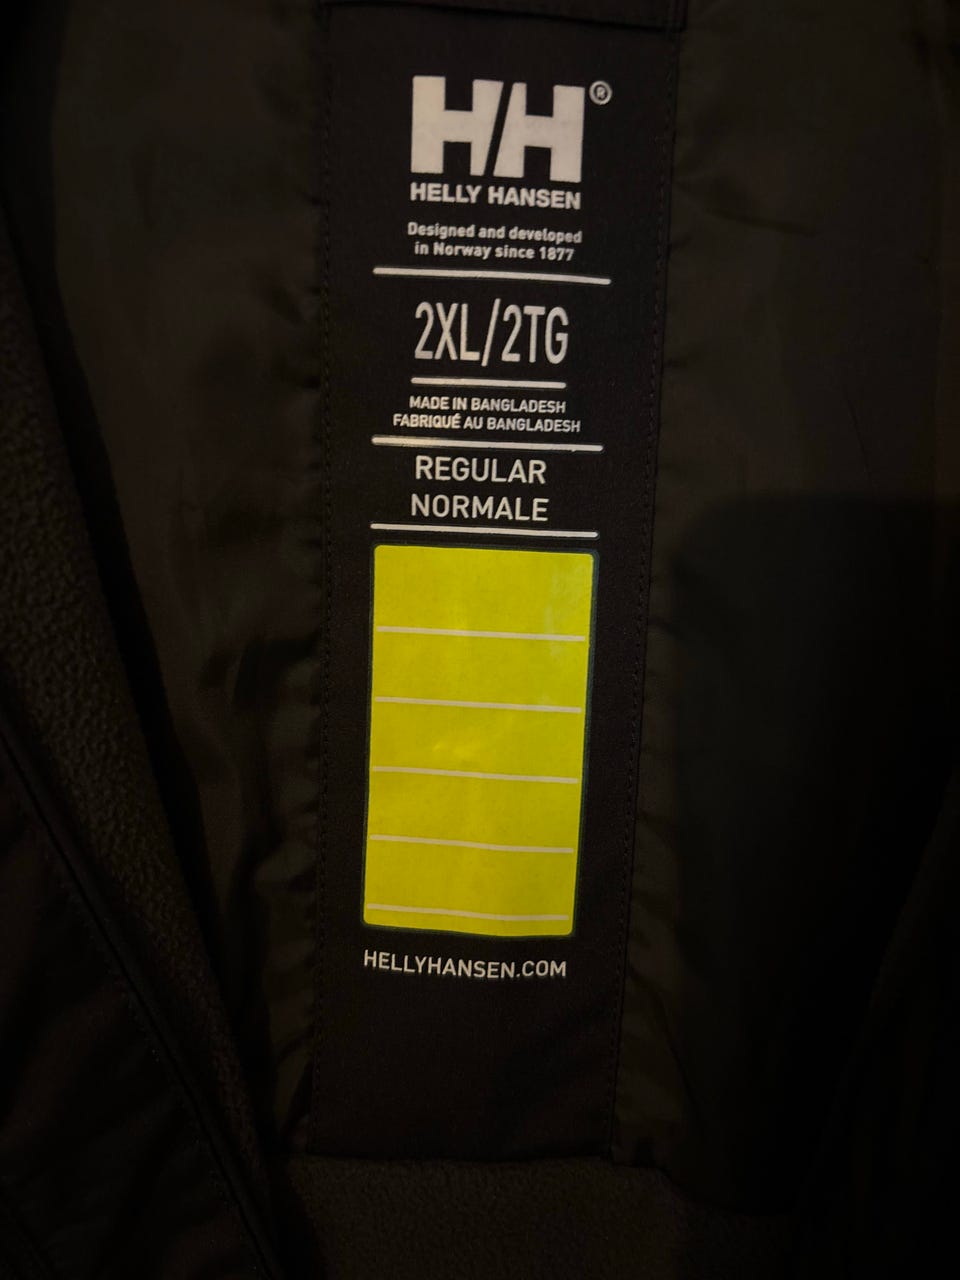 HH®
HELLY HANSEN
Designed and developed
in Norway since 1877
2XL/2TG
MADE IN BANGLADESH
FABRIQUÉ AU BANGLADESH
REGULAR
NORMALE
HELLYHANSEN.COM